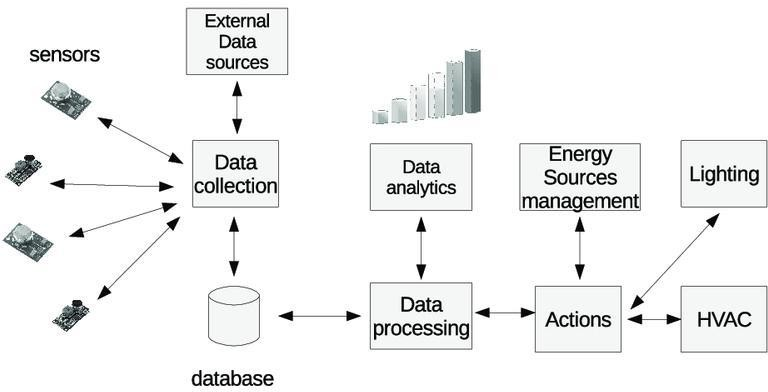 External
Data
sources
sensors
Data
collection
Data
analytics
Energy
Sources
management
Lighting
Data
processing
Actions
HVAC
database